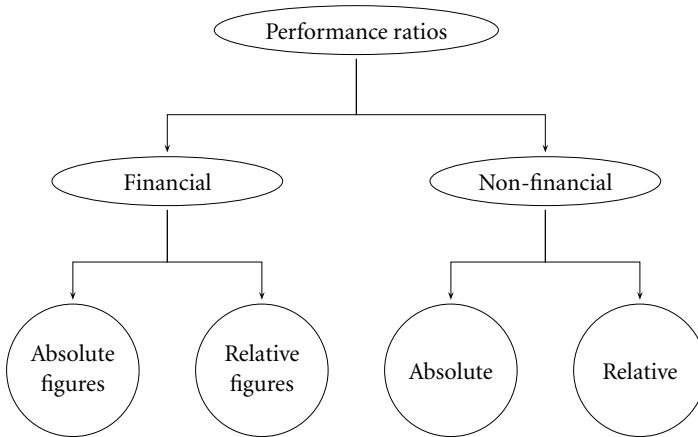 Performance ratios
Financial
Non-financial
Absolute
figures
Relative
figures
Absolute
Relative